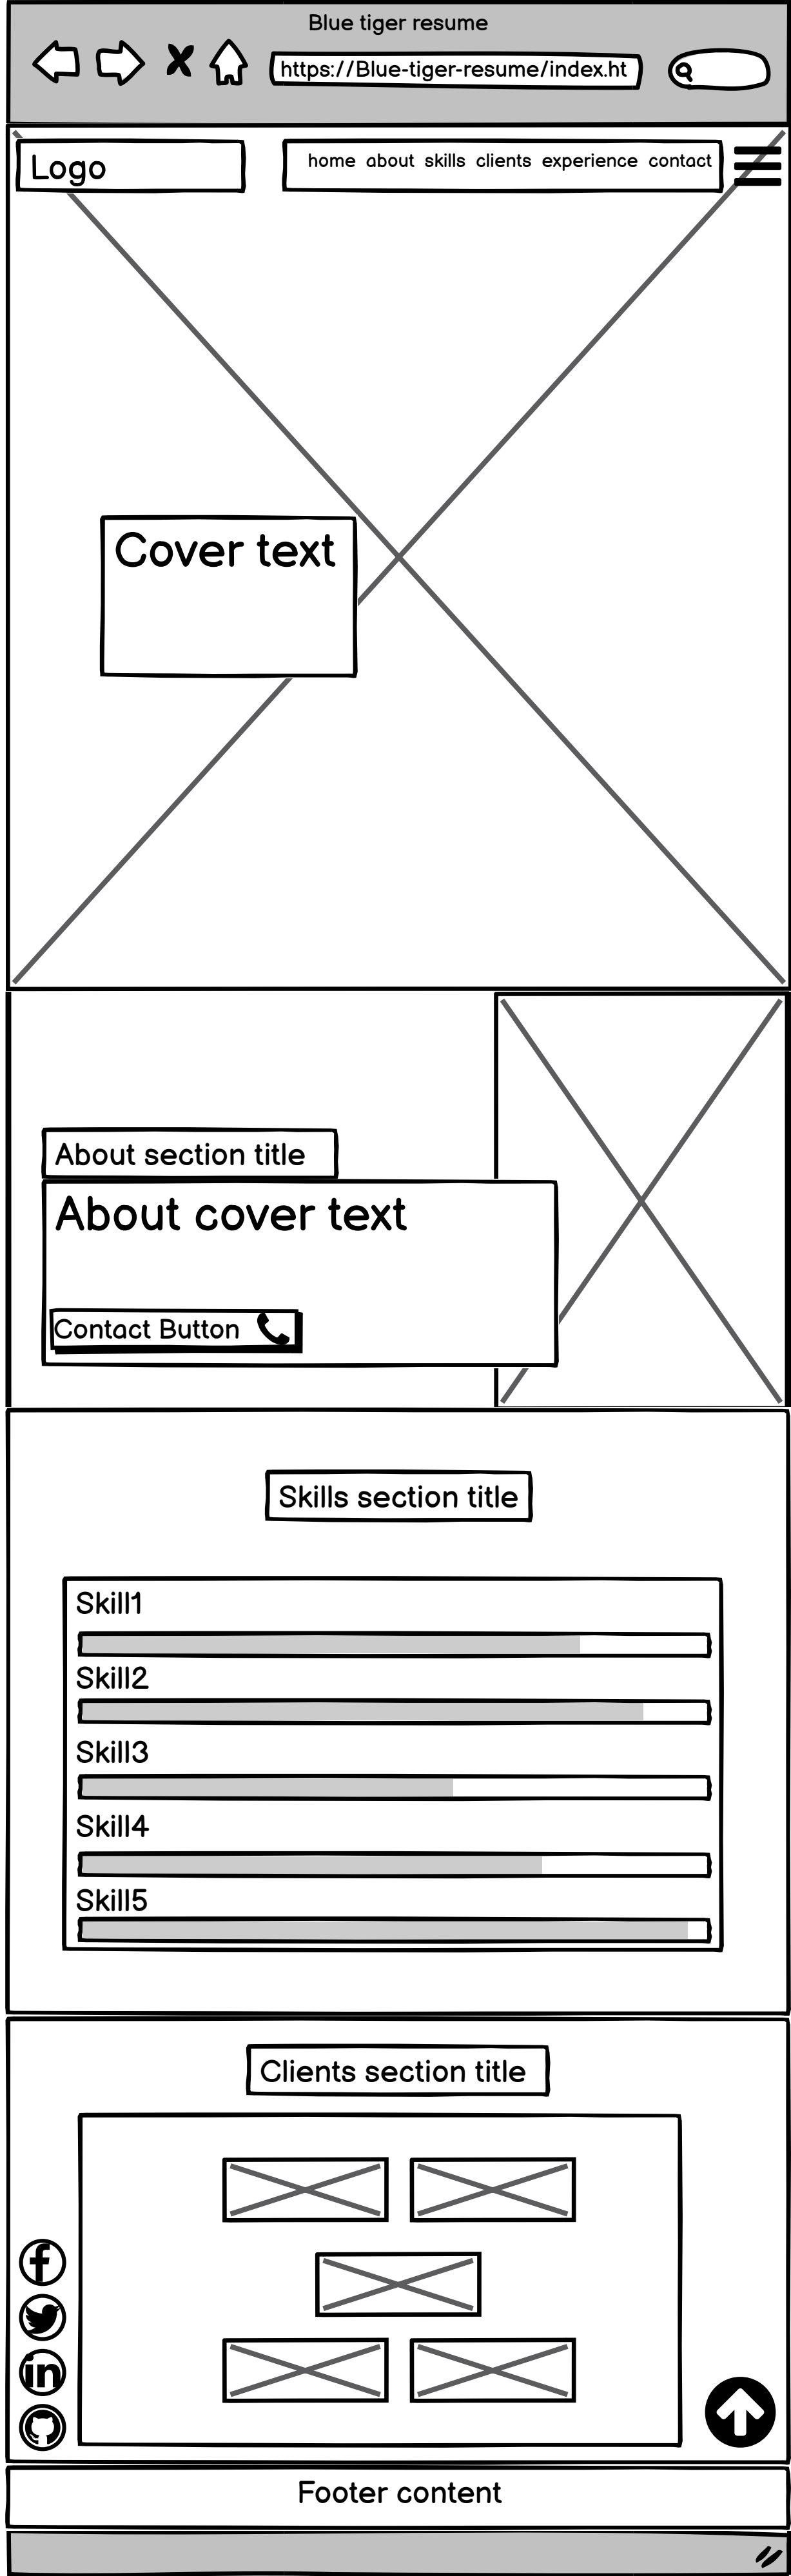 Blue tiger resume
https://Blue-tiger-resume/index.ht
Logo
home about skills clients experience contact
Cover text
About section title
About cover text
Contact Button
Skills section title
Skill1
Skill2
Skill3
Skill4
Skill5
Clients section title
f
in
Footer content